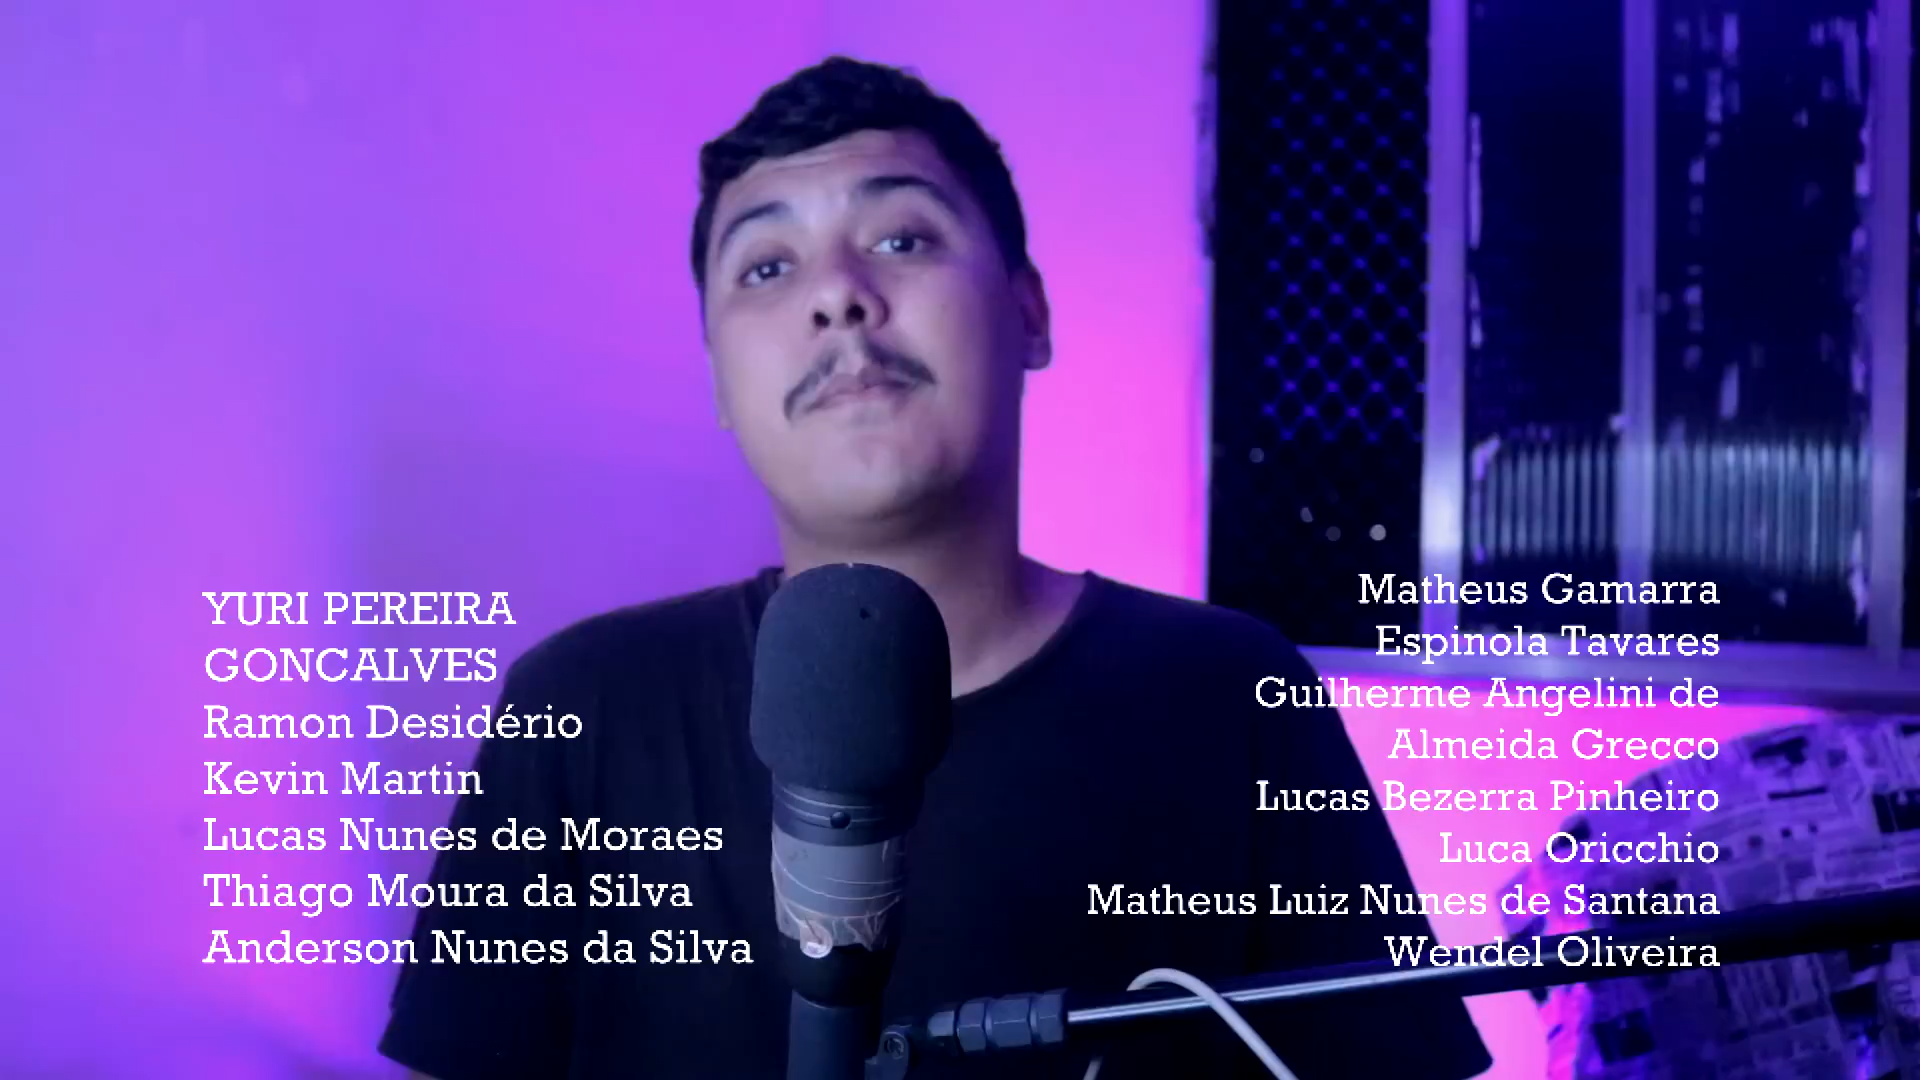 YURI PEREIRA
GONCALVES
Ramon Desidério
Kevin Martin
Lucas Nunes de Moraes
Thiago Moura da Silva
Anderson Nunes da Silva
Matheus Gamarra
Espinola Tavares
Guilherme Angelini de
Almeida Grecco
Lucas Bezerra Pinheiro
Luca Oricchio
Matheus Luiz Nunes de Santana
Wendel Oliveira